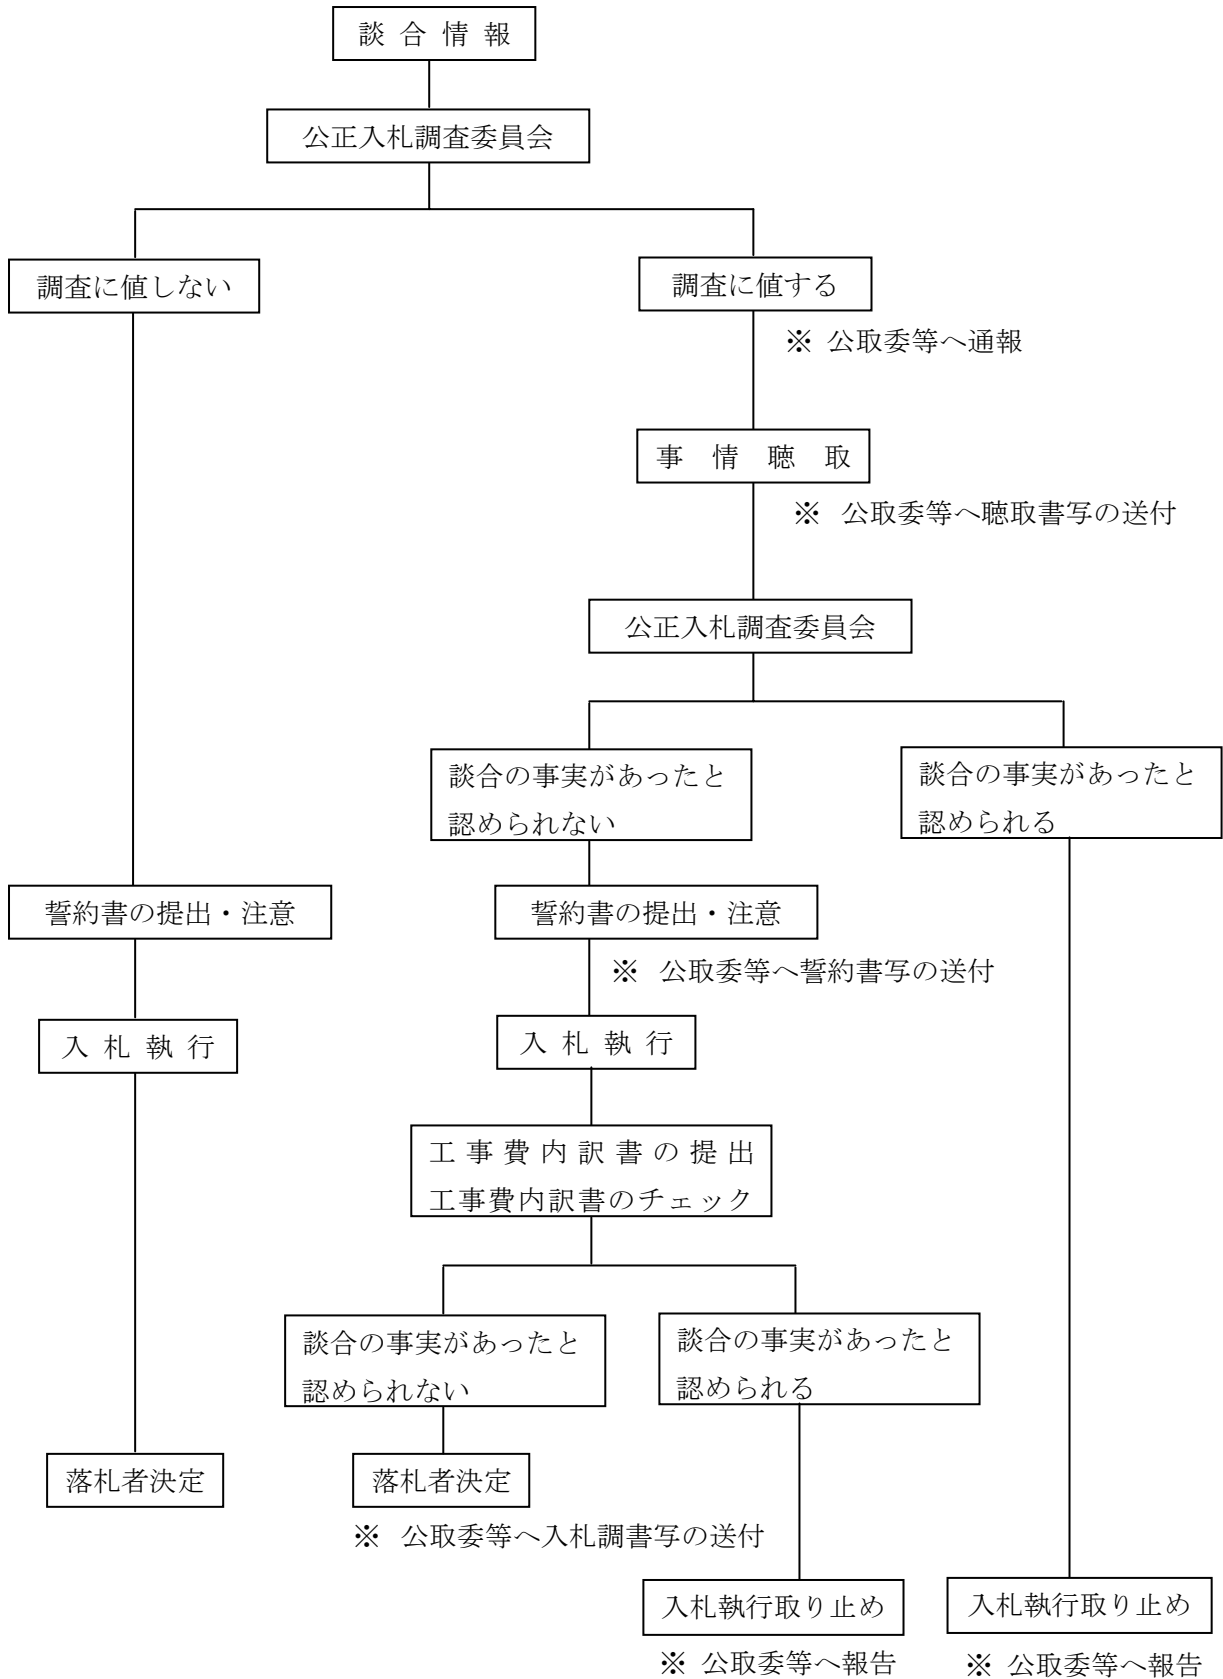 談合情報
公正入札調査委員会
調査に値しない
調査に値する
※ 公取委等へ通報
事情聴取
※ 公取委等へ聴取書写の送付
公正入札調査委員会
談合の事実があったと
認められない
談合の事実があったと
認められる
誓約書の提出・注意
誓約書の提出・注意
※ 公取委等へ誓約書写の送付
入札執行
入札執行
工事費内訳書の提出
工事費内訳書のチェック
談合の事実があったと
認められない
談合の事実があったと
認められる
落札者決定
落札者決定
※ 公取委等へ入札調書写の送付
入札執行取り止め
入札執行取り止め
※ 公取委等へ報告
※ 公取委等へ報告